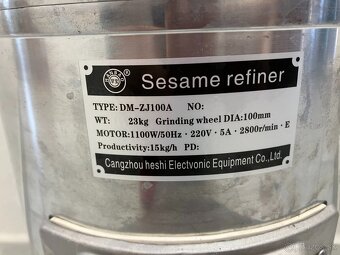 Sesame refiner
TYPE: DM-ZJ100A NO:
WT: 23kg Grinding wheel DIA:100mm
MOTOR:1100W/50Hz · 220V · 5A · 2800r/min · E
Productivity:15kg/h PD:
Cangzhou heshi Electronic Equipment Co.,Ltd.